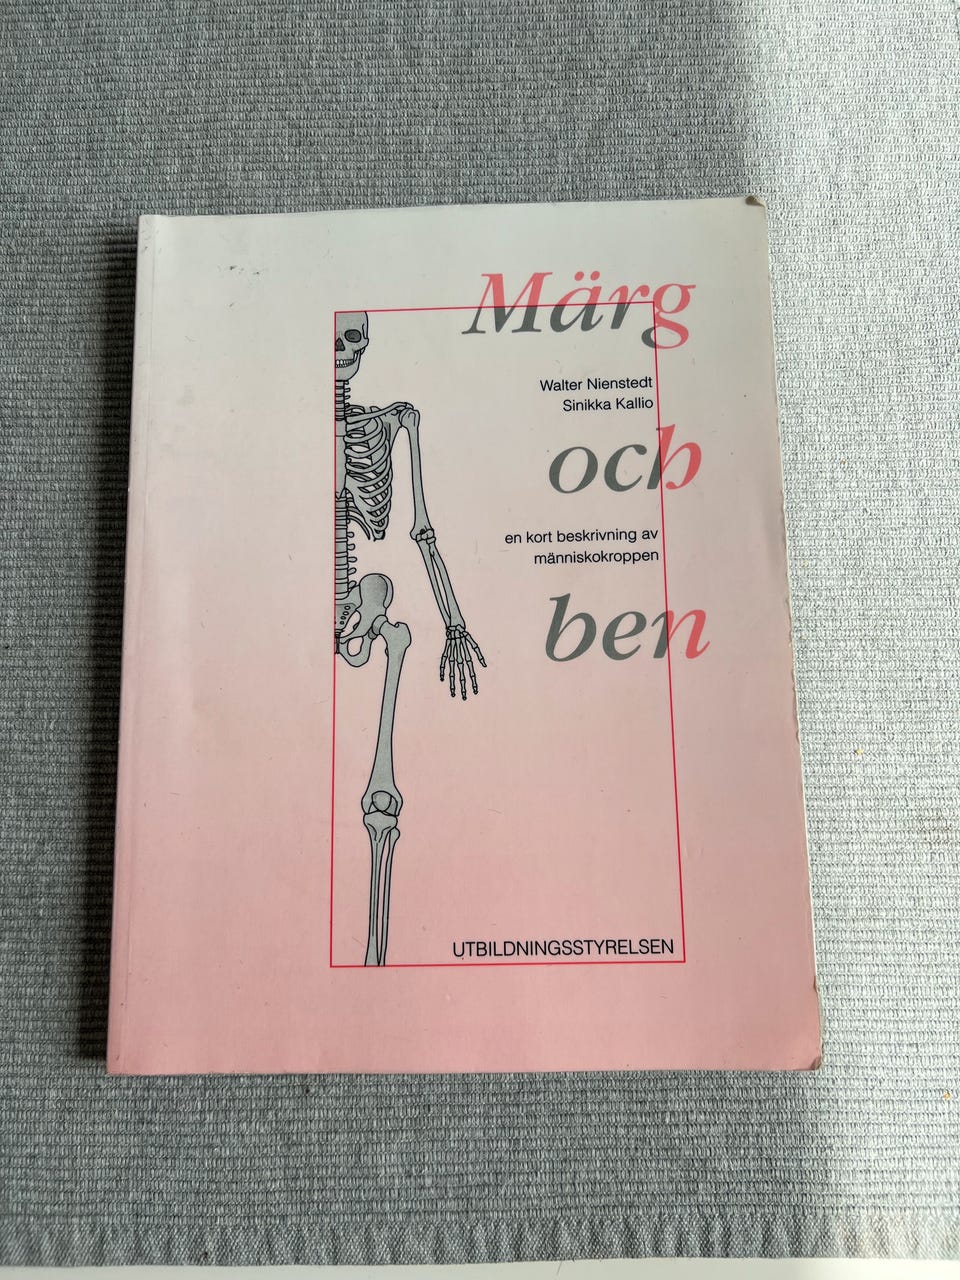 Märg
Walter Nienstedt
Sinikka Kallio
och
en kort beskrivning av
människokroppen
ben
UTBILDNINGSSTYRELSEN